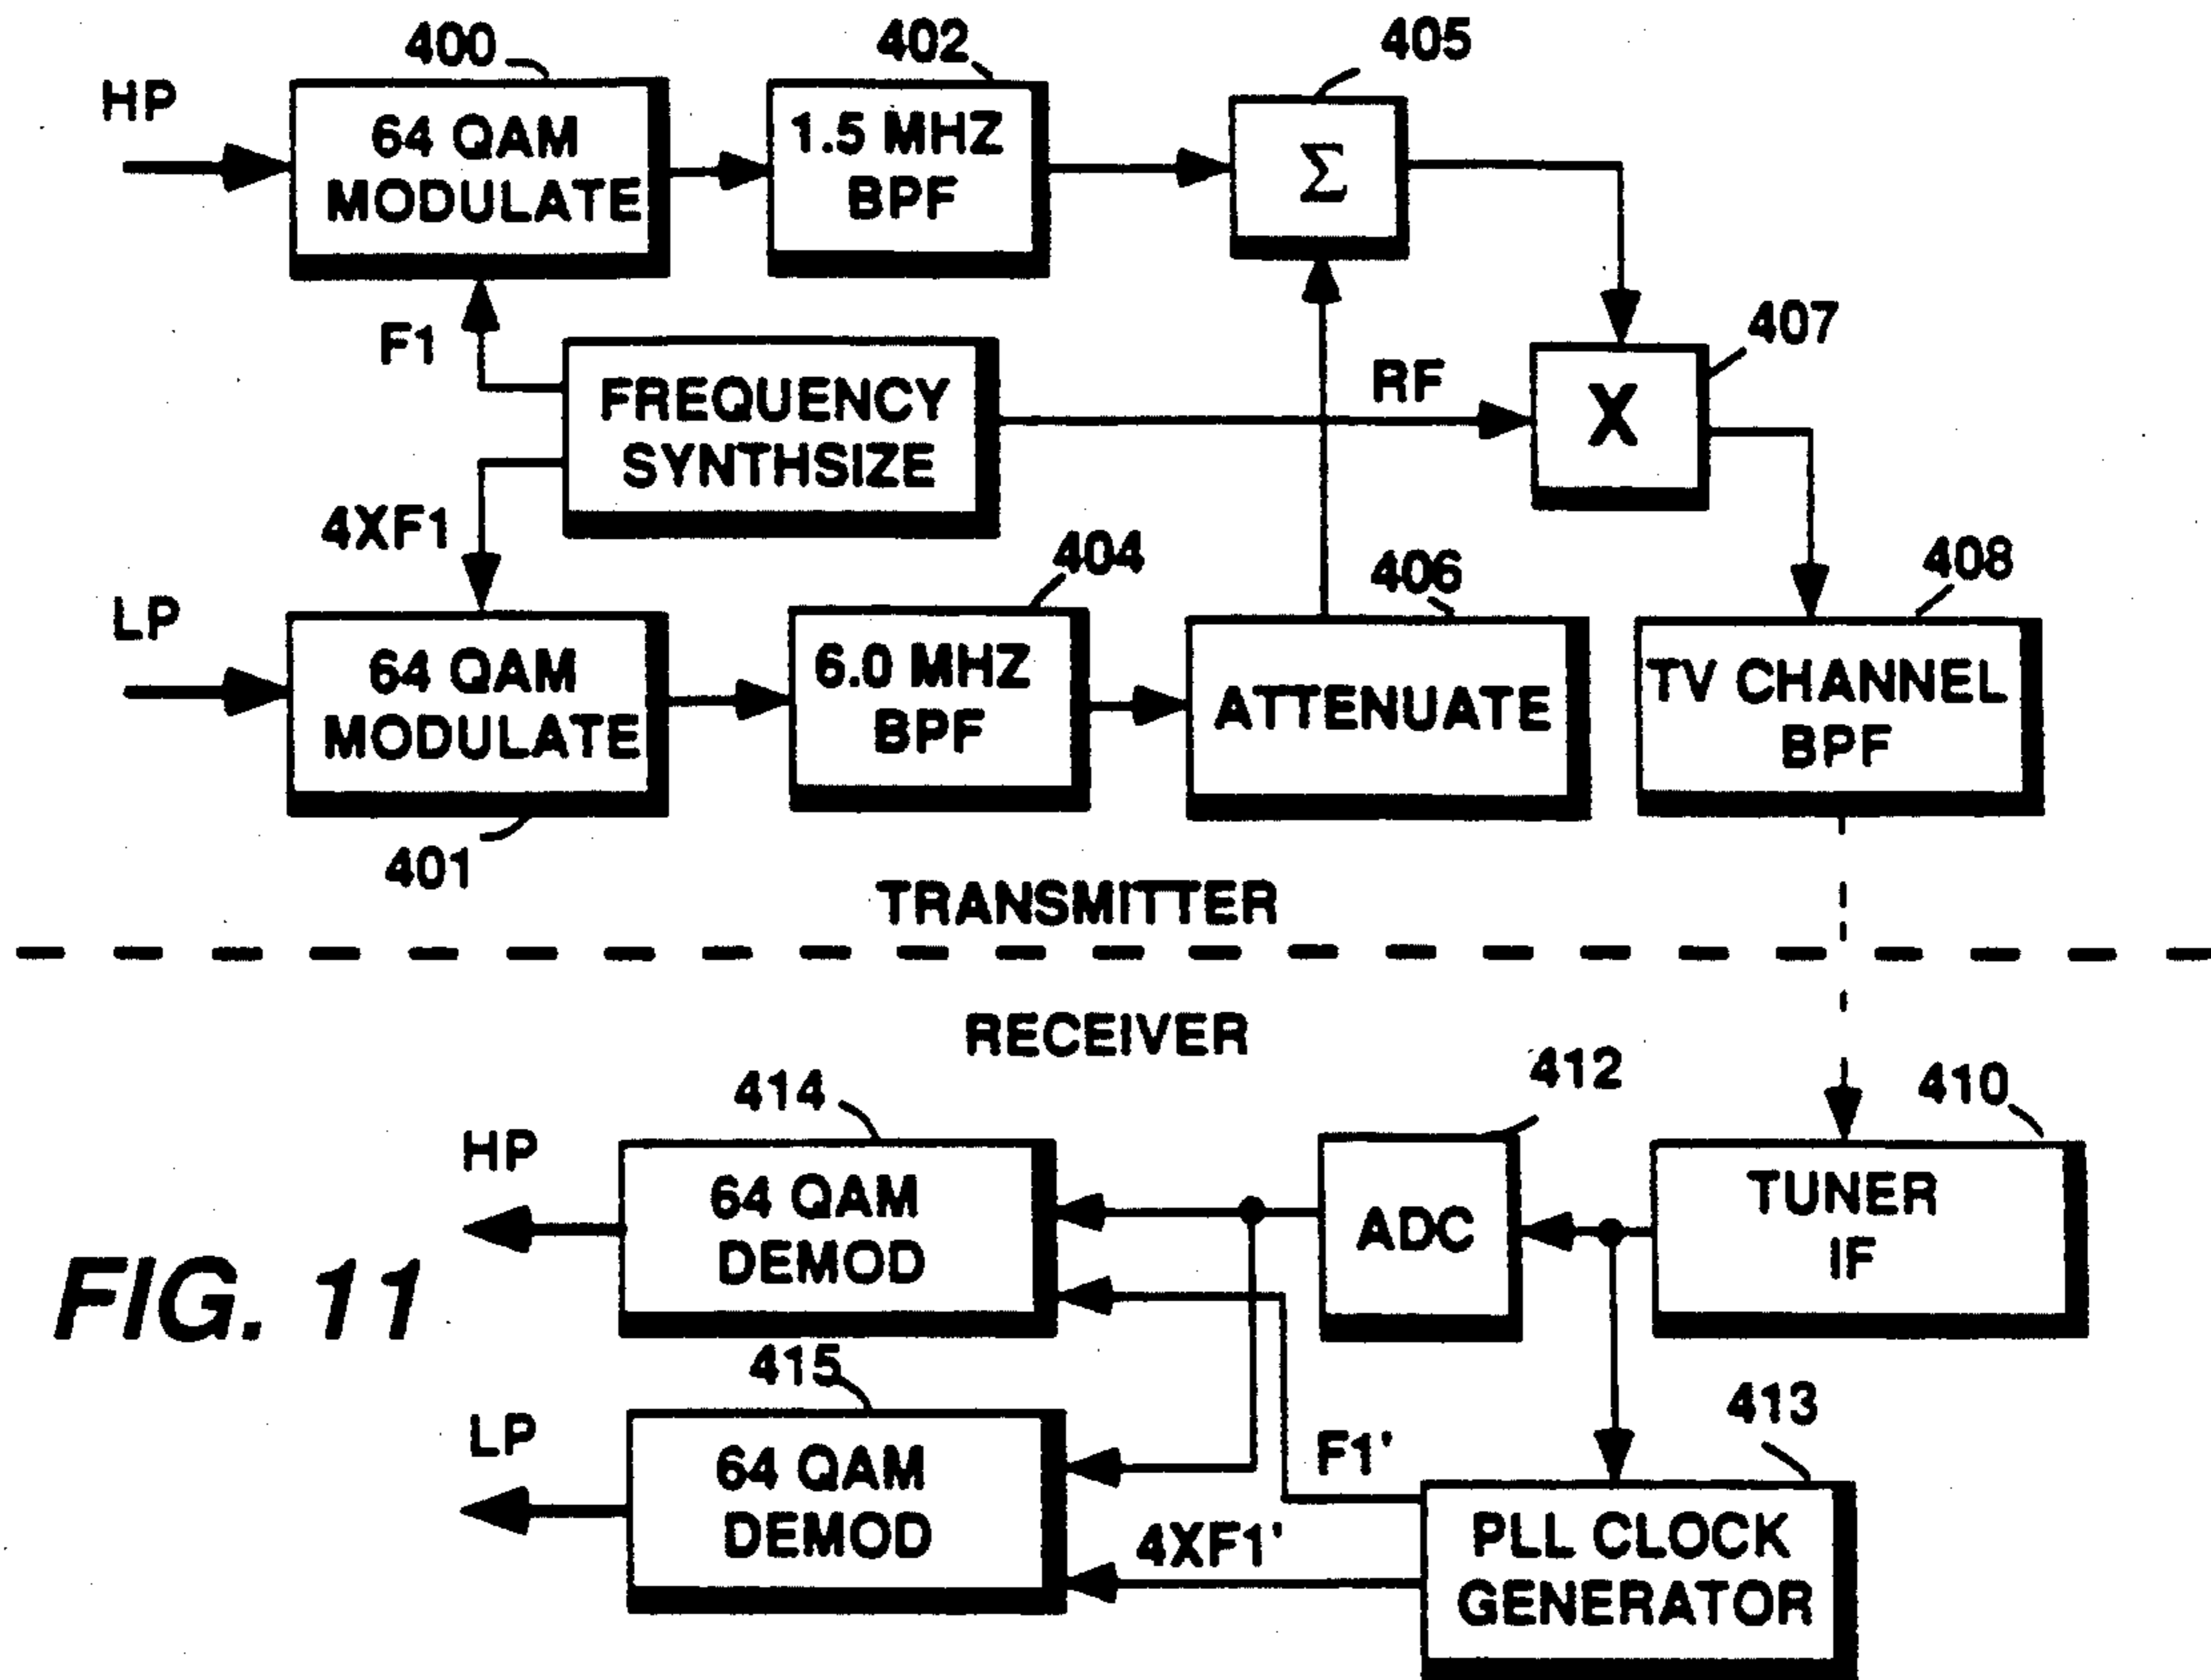 400
402
405
HP
64 QAM
MODULATE
1.5 MHZ
BPF
Σ
F1
FREQUENCY
SYNTHSIZE
RF
X
407
4XF1
404
406
408
LP
64 QAM
MODULATE
6.0 MHZ
BPF
ATTENUATE
TV CHANNEL
BPF
401
TRANSMITTER
RECEIVER
414
412
410
HP
64 QAM
DEMOD
ADC
TUNER
IF
FIG. 11
415
413
LP
64 QAM
DEMOD
F1'
4XF1'
PLL CLOCK
GENERATOR